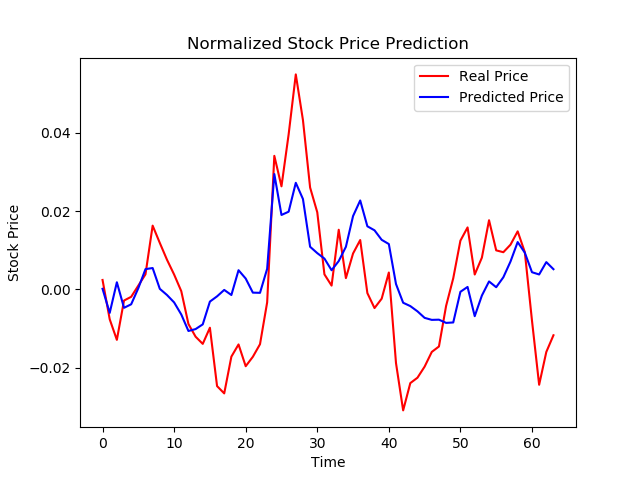 Normalized Stock Price Prediction
Real Price
Predicted Price
Stock Price
0.04
0.02
0.00
−0.02
0 10 20 30 40 50 60
Time